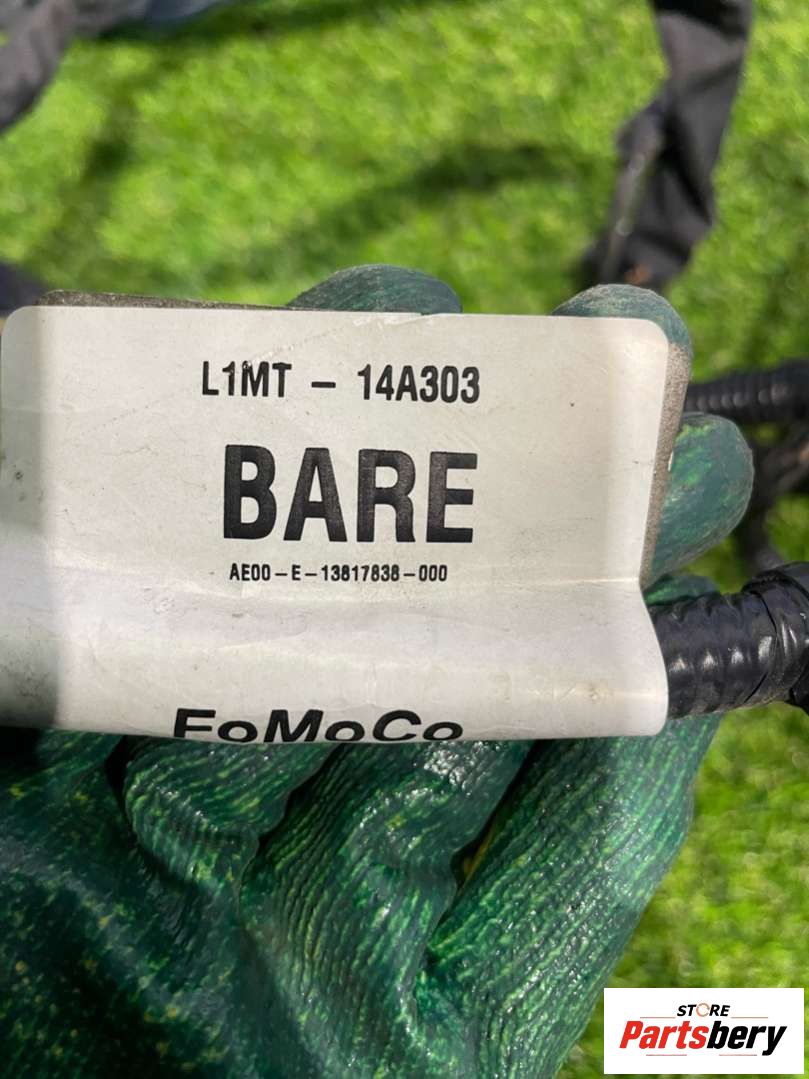 L1MT - 14A303
BARE
AE00-E-13817838-000
FoMoCo
STORE
Partsbery